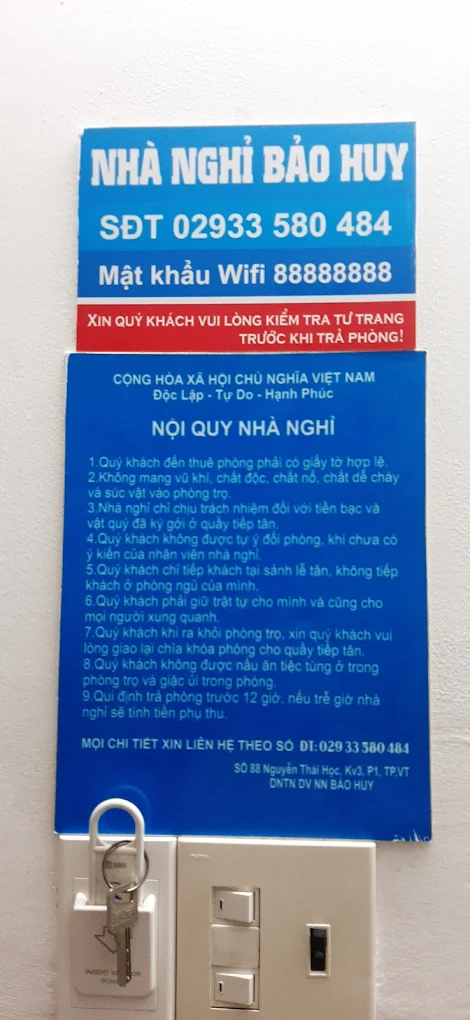 NHÀ NGHỈ BẢO HUY
SĐT 02933 580 484
Mật khẩu Wifi 88888888
XIN QUÝ KHÁCH VUI LÒNG KIỂM TRA TƯ TRANG
TRƯỚC KHI TRẢ PHÒNG!
CỘNG HÒA XÃ HỘI CHỦ NGHĨA VIỆT NAM
Độc Lập - Tự Do - Hạnh Phúc
NỘI QUY NHÀ NGHỈ
1.Quý khách đến thuê phòng phải có giấy tờ hợp lệ.
2.Không mang vũ khí, chất độc, chất nổ, chất dễ cháy
và súc vật vào phòng trọ.
3.Nhà nghỉ chỉ chịu trách nhiệm đối với tiền bạc và
vật quý đã ký gởi ở quầy tiếp tân.
4.Quý khách không được tự ý đổi phòng, khi chưa có
ý kiến của nhân viên nhà nghỉ.
5.Quý khách chỉ tiếp khách tại sảnh lễ tân, không tiếp
khách ở phòng ngủ của mình.
6.Quý khách phải giữ trật tự cho mình và cũng cho
mọi người xung quanh.
7.Quý khách khi ra khỏi phòng trọ, xin quý khách vui
lòng giao lại chìa khóa phòng cho quầy tiếp tân.
8.Quý khách không được nấu ăn tiệc tùng ở trong
phòng trọ và giặc ủi trong phòng.
9.Qui định trả phòng trước 12 giờ. nếu trễ giờ nhà
nghỉ sẽ tính tiền phụ thu.
MỌI CHI TIẾT XIN LIÊN HỆ THEO SỐ ĐT: 029 33 580 484
SỐ 88 Nguyễn Thái Học, Kv3, P1, TP.VT
DNTN DV NN BẢO HUY
INSERT
POWER